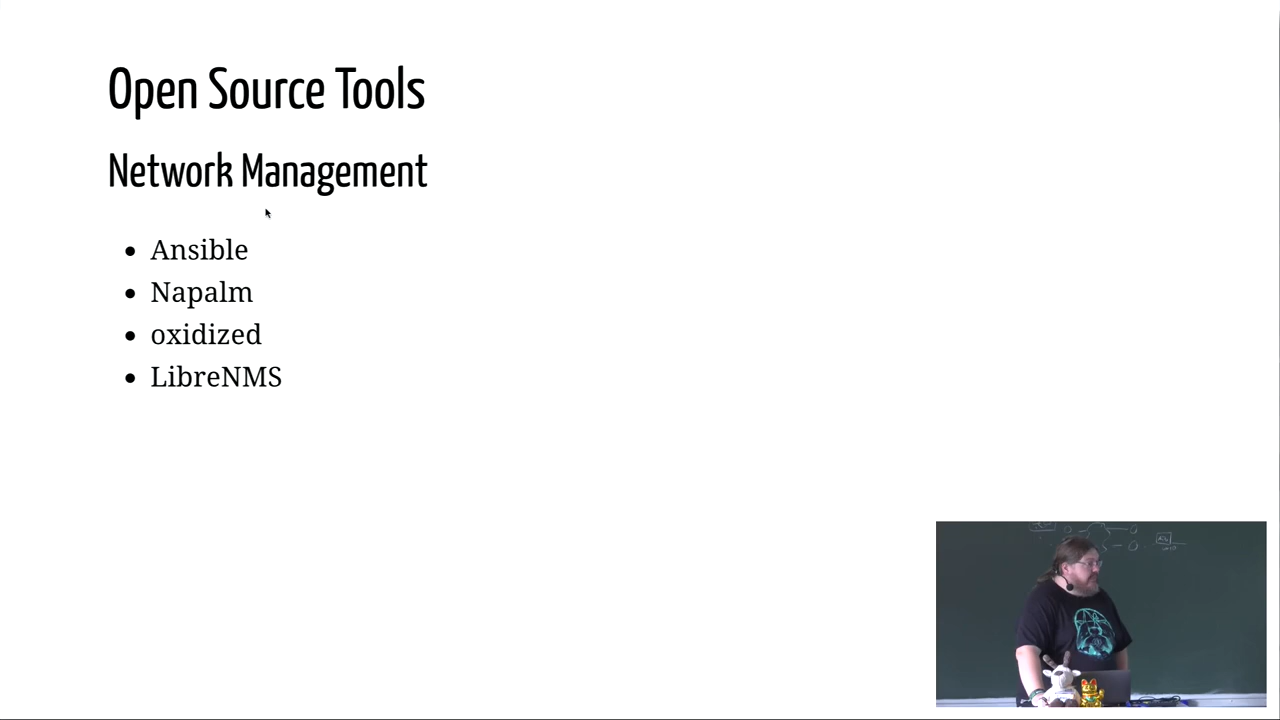 Open Source Tools
Network Management
Ansible
Napalm
oxidized
LibreNMS